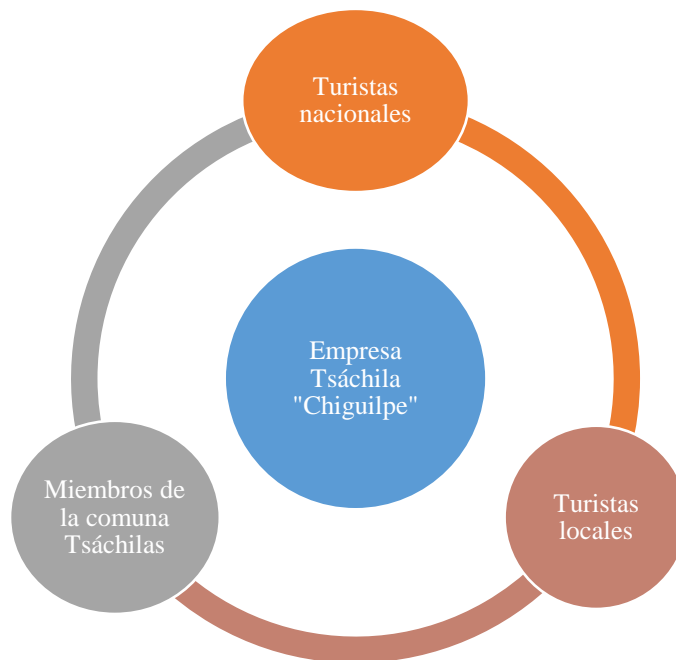 Turistas
nacionales
Empresa
Tsáchila
"Chiguilpe"
Miembros de
la comuna
Tsáchilas
Turistas
locales